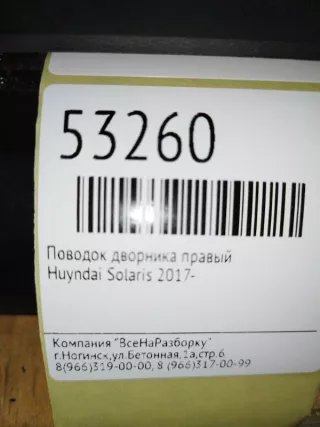 53260
Поводок дворника правый
Huyndai Solaris 2017-
Компания "ВсеНаРазборку"
г.Ногинск,ул.Бетонная,1а,стр.6
8(966)319-00-00, 8 (966)317-00-99